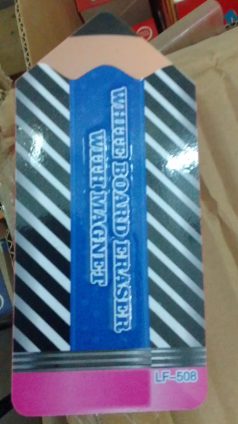 WHITE BOARD ERASER
WITH MAGNET
LF-508